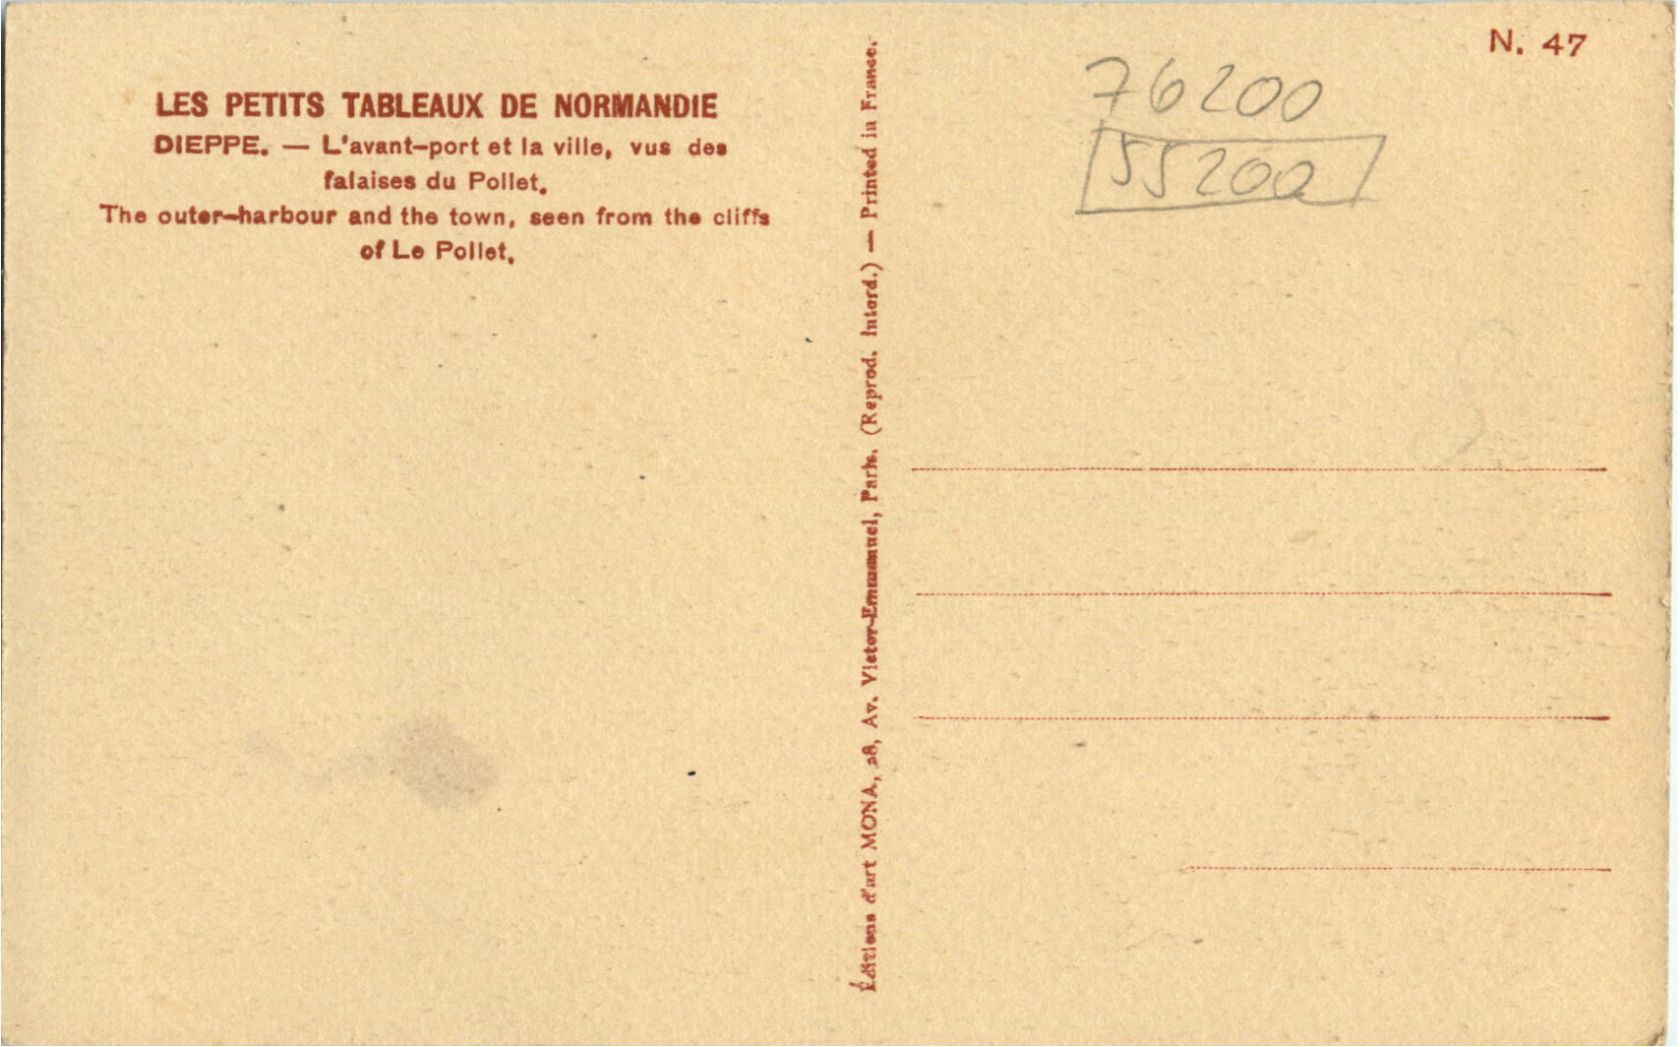 LES PETITS TABLEAUX DE NORMANDIE
DIEPPE. — L'avant-port et la ville, vus des
falaises du Pollet.
The outer-harbour and the town, seen from the cliffs
of Le Pollet.
Éditions d'art MONA, 28, Av. Victor-Emmanuel, Paris. (Reprod. Interd.) — Printed in France.
N. 47
76200
55200